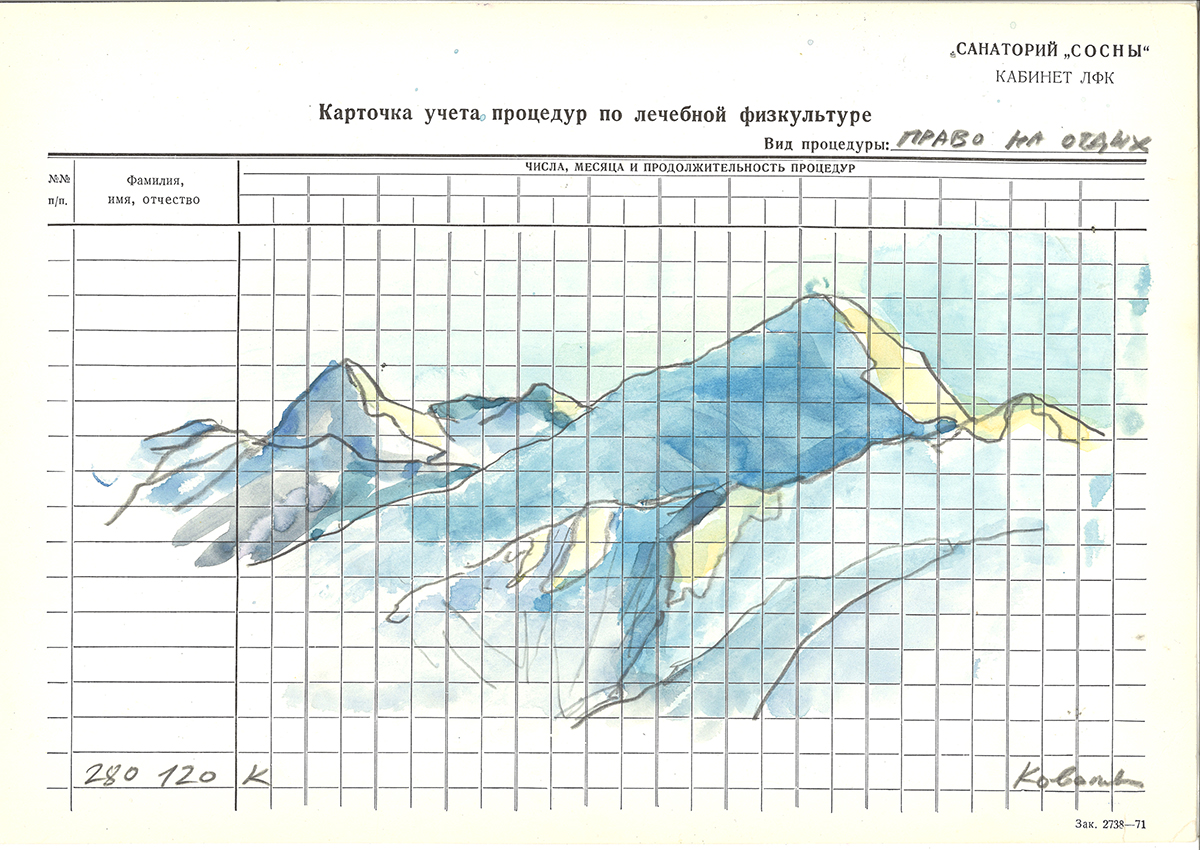 „САНАТОРИЙ „СОСНЫ“
КАБИНЕТ ЛФК
Карточка учета процедур по лечебной физкультуре
Вид процедуры: ПРАВО НА ОТДЫХ
ЧИСЛА, МЕСЯЦА И ПРОДОЛЖИТЕЛЬНОСТЬ ПРОЦЕДУР
№№
п/п.
Фамилия,
имя, отчество
280 120 К
Зак. 2738—71